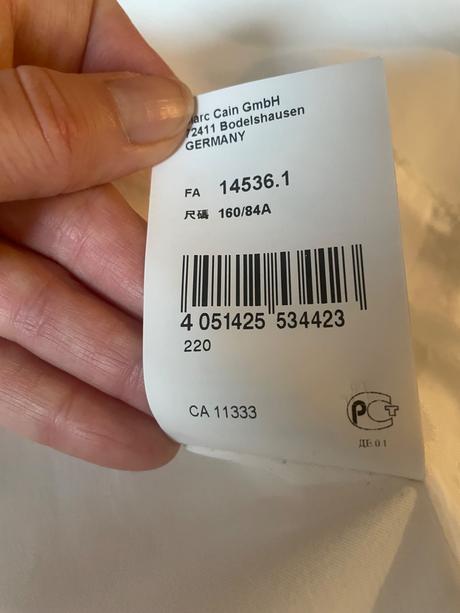 arc Cain GmbH
72411 Bodelshausen
GERMANY
FA 14536.1
尺碼 160/84A
4 051425 534423
220
CA 11333
РСТ